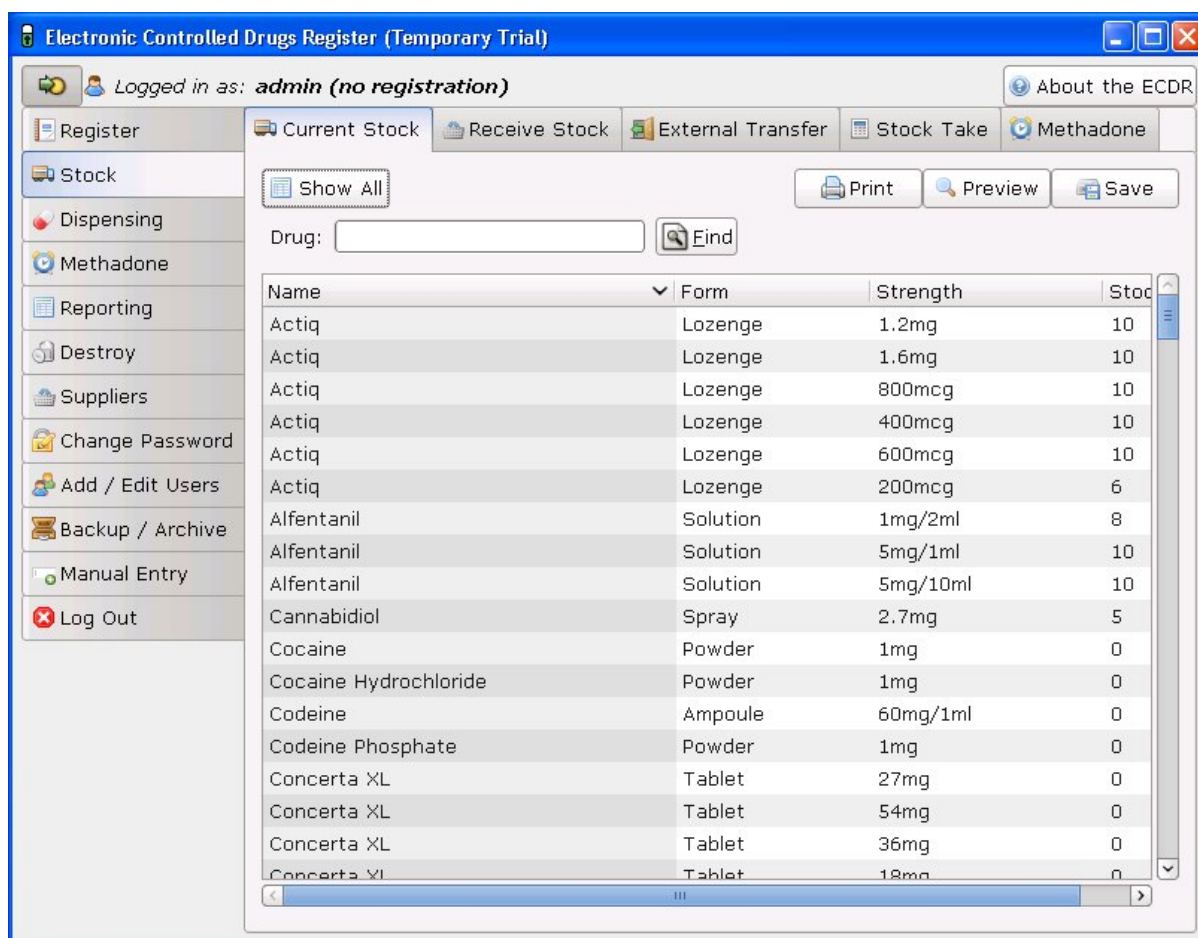 Electronic Controlled Drugs Register (Temporary Trial)
Logged in as: admin (no registration)
About the ECDR
Register
Stock
Dispensing
Methadone
Reporting
Destroy
Suppliers
Change Password
Add / Edit Users
Backup / Archive
Manual Entry
Log Out
Current Stock Receive Stock External Transfer Stock Take Methadone
Show All Print Preview Save
Drug: Find
Name Form Strength Stoc
Actiq Lozenge 1.2mg 10
Actiq Lozenge 1.6mg 10
Actiq Lozenge 800mcg 10
Actiq Lozenge 400mcg 10
Actiq Lozenge 600mcg 10
Actiq Lozenge 200mcg 6
Alfentanil Solution 1mg/2ml 8
Alfentanil Solution 5mg/1ml 10
Alfentanil Solution 5mg/10ml 10
Cannabidiol Spray 2.7mg 5
Cocaine Powder 1mg 0
Cocaine Hydrochloride Powder 1mg 0
Codeine Ampoule 60mg/1ml 0
Codeine Phosphate Powder 1mg 0
Concerta XL Tablet 27mg 0
Concerta XL Tablet 54mg 0
Concerta XL Tablet 36mg 0
Concerta XL Tablet 18mg 0